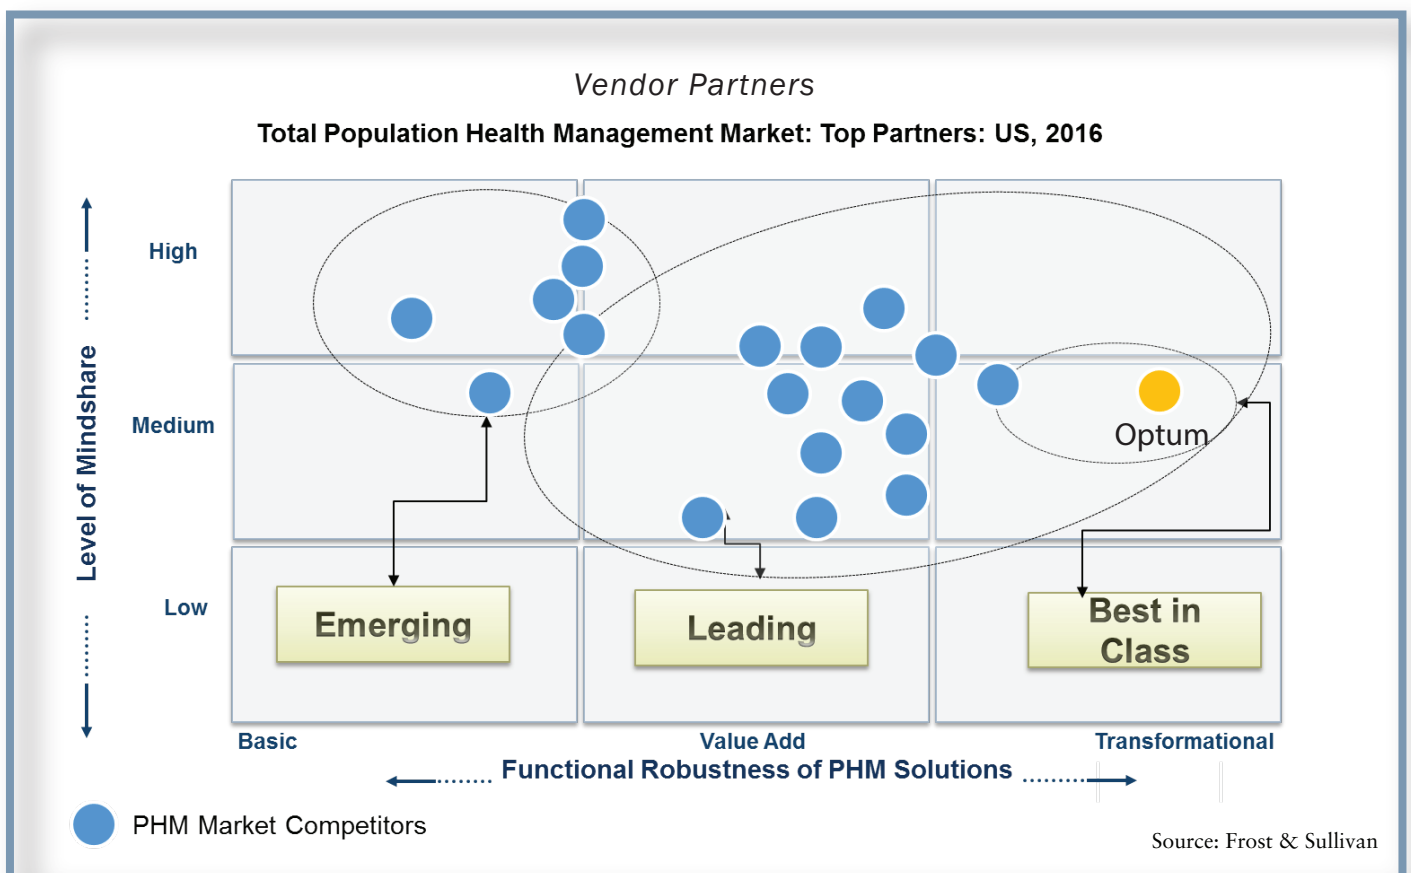 Vendor Partners
Total Population Health Management Market: Top Partners: US, 2016
High
Medium
Low
Level of Mindshare
Optum
Emerging
Leading
Best in
Class
Basic
Value Add
Transformational
Functional Robustness of PHM Solutions
PHM Market Competitors
Source: Frost & Sullivan